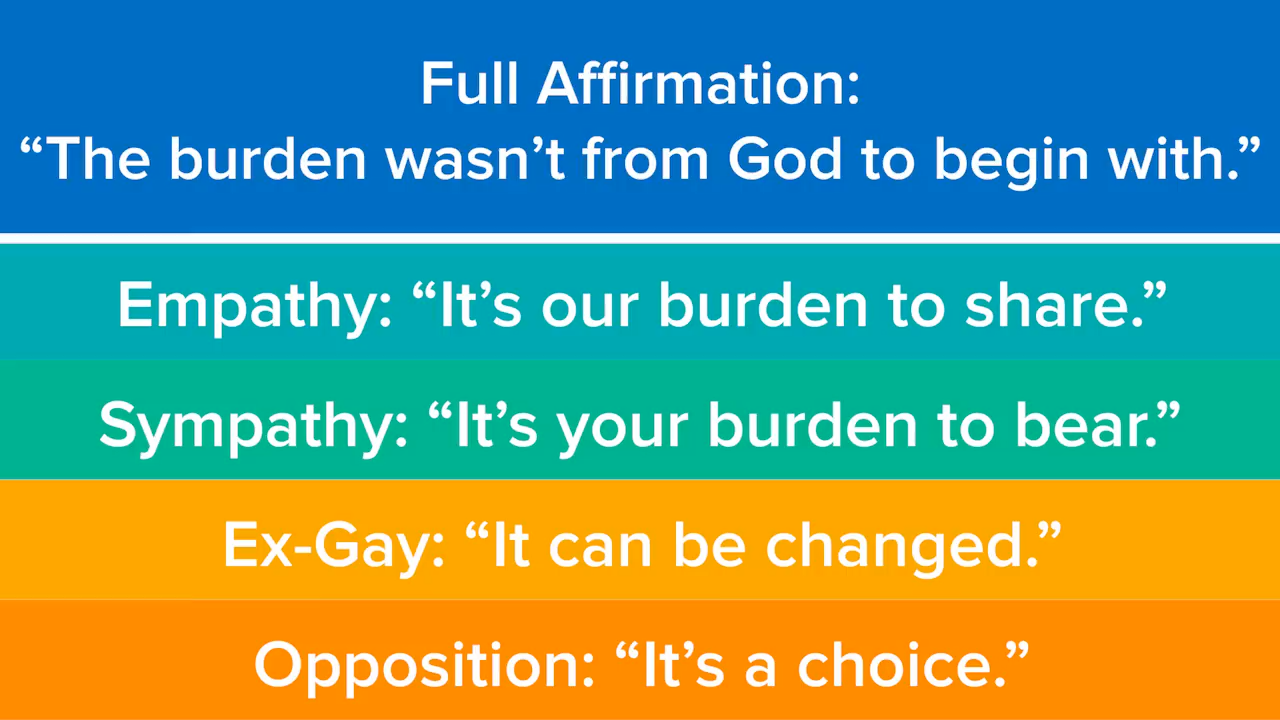 Full Affirmation:
“The burden wasn’t from God to begin with.”
Empathy: “It’s our burden to share.”
Sympathy: “It’s your burden to bear.”
Ex-Gay: “It can be changed.”
Opposition: “It’s a choice.”